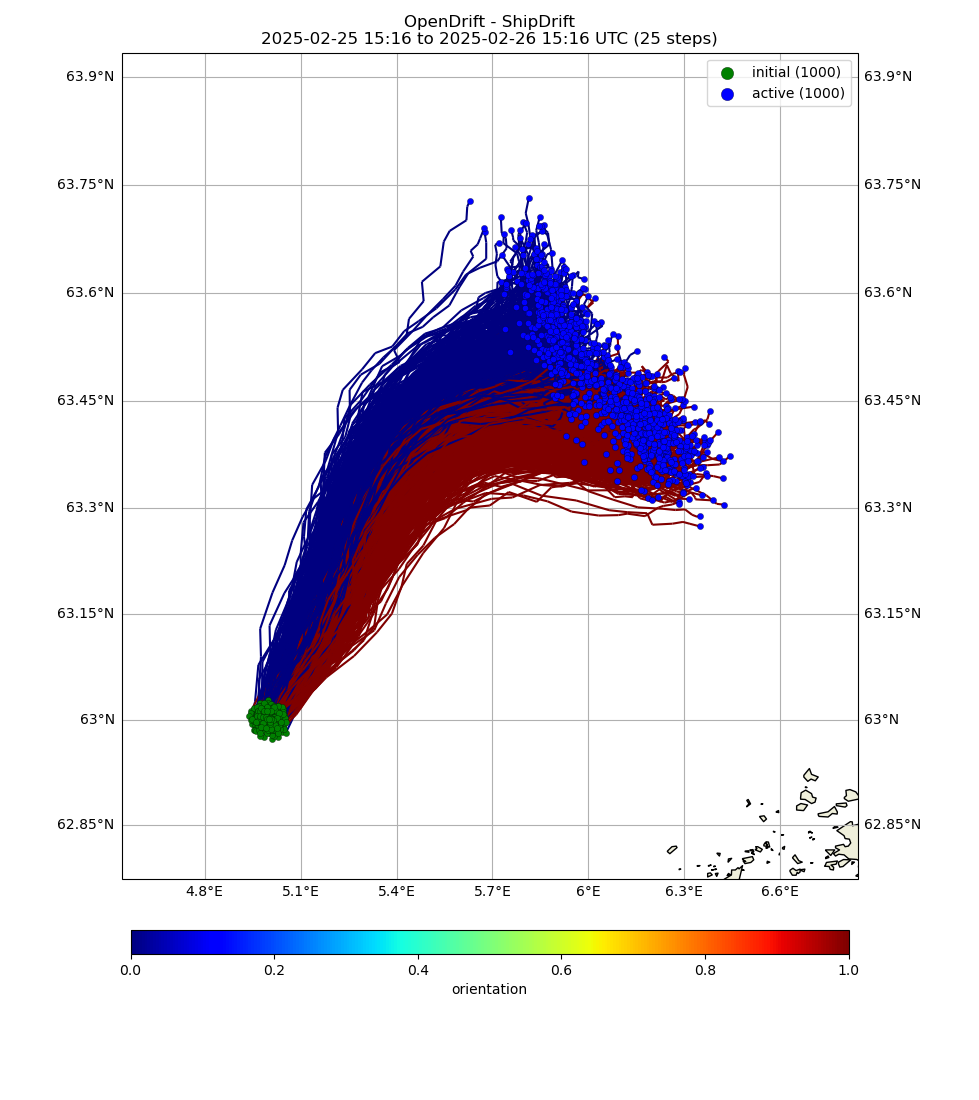 OpenDrift - ShipDrift
2025-02-25 15:16 to 2025-02-26 15:16 UTC (25 steps)
initial (1000)
active (1000)
63.9°N
63.9°N
63.75°N
63.75°N
63.6°N
63.6°N
63.45°N
63.45°N
63.3°N
63.3°N
63.15°N
63.15°N
63°N
63°N
62.85°N
62.85°N
4.8°E
5.1°E
5.4°E
5.7°E
6°E
6.3°E
6.6°E
0.0
0.2
0.4
0.6
0.8
1.0
orientation